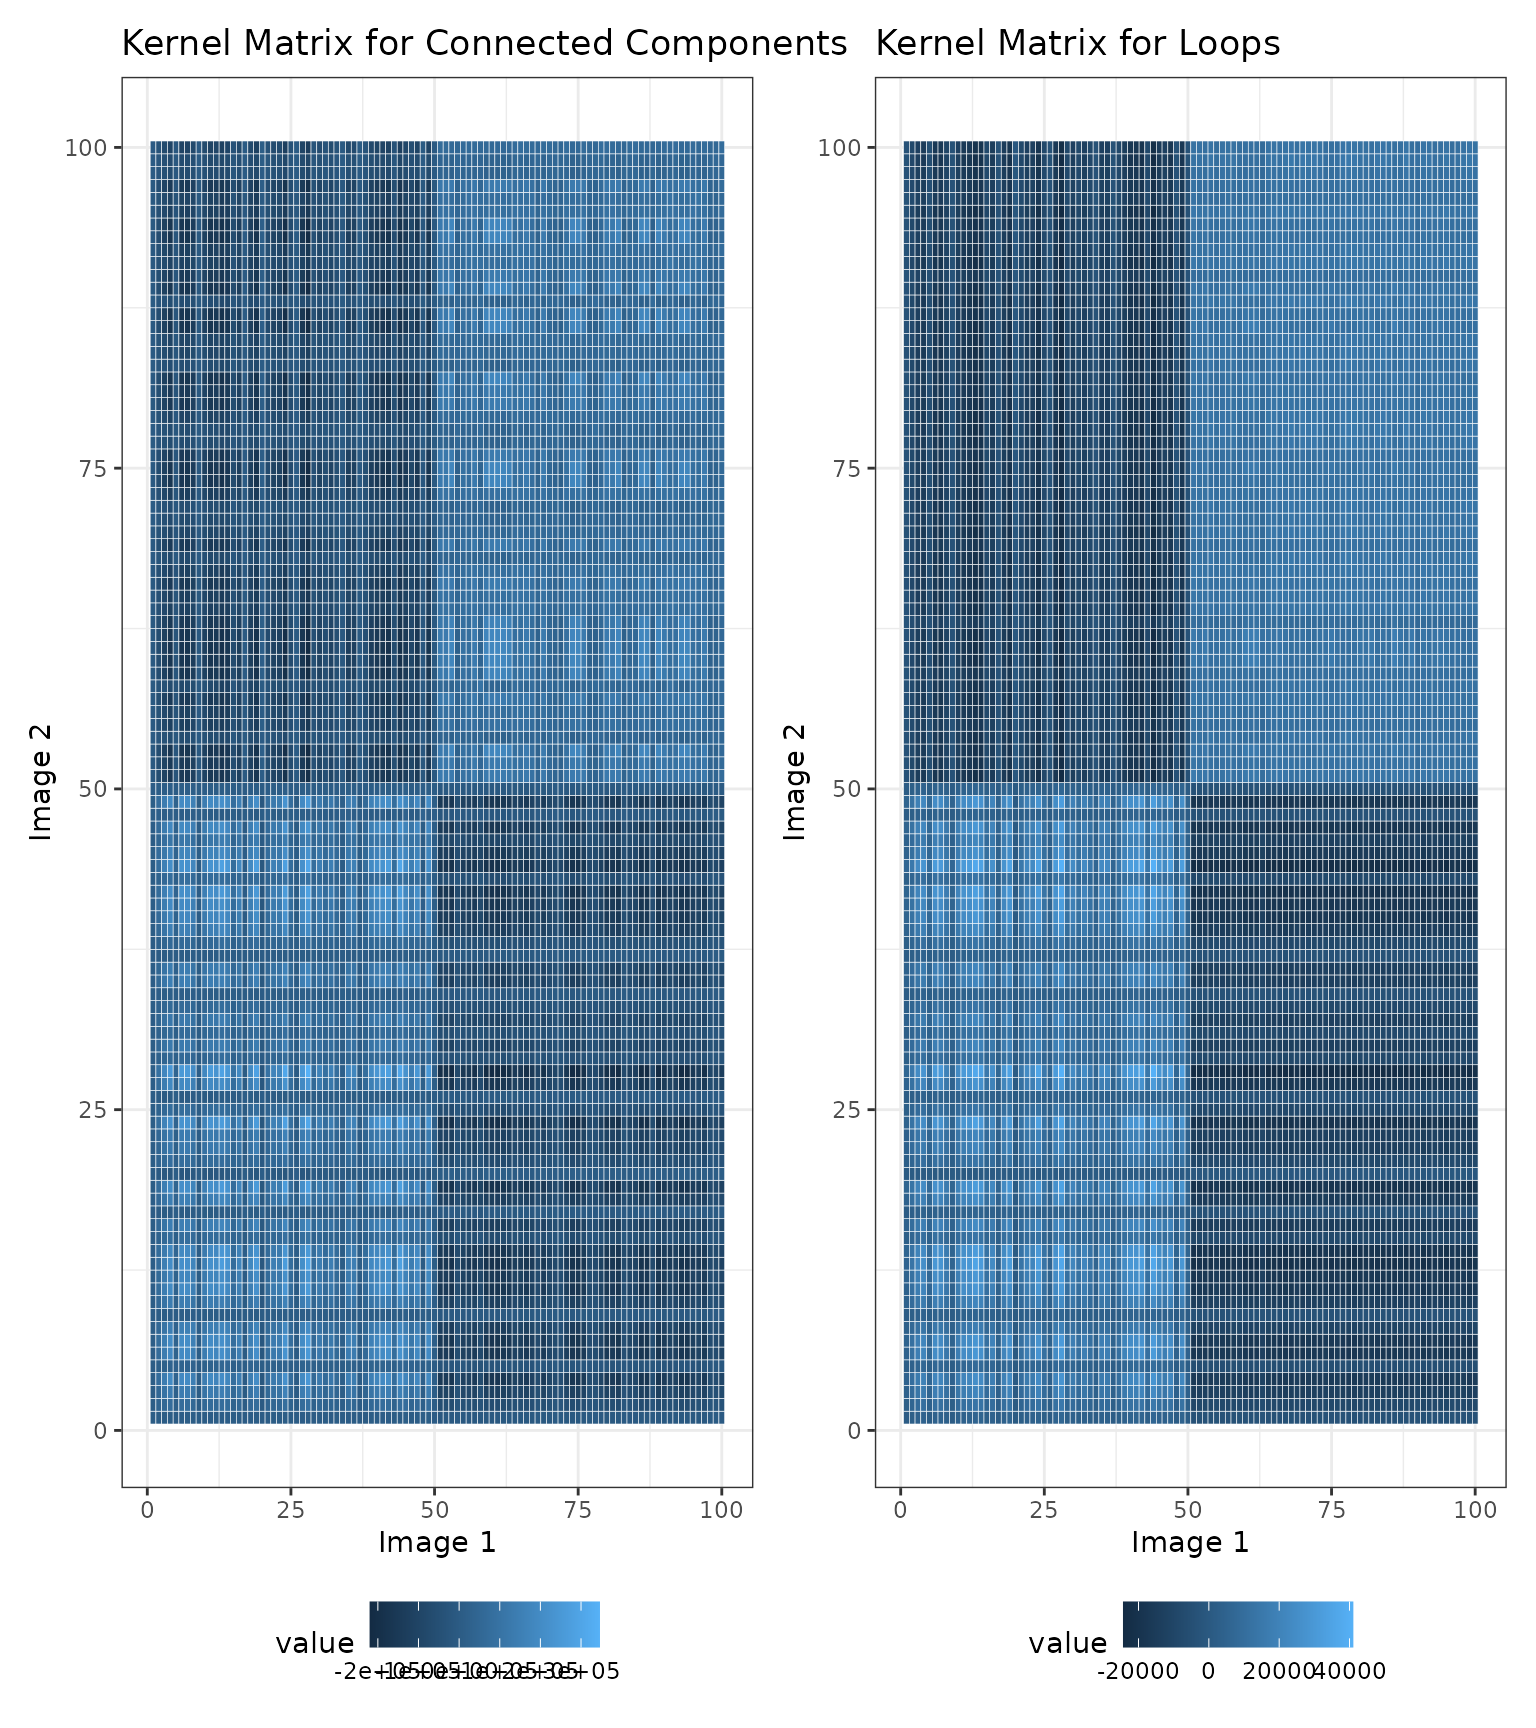 Kernel Matrix for Connected Components
Kernel Matrix for Loops
100
75
50
25
0
Image 2
0 25 50 75 100
Image 1
100
75
50
25
0
Image 2
0 25 50 75 100
Image 1
value
value
-20000 0 20000 40000